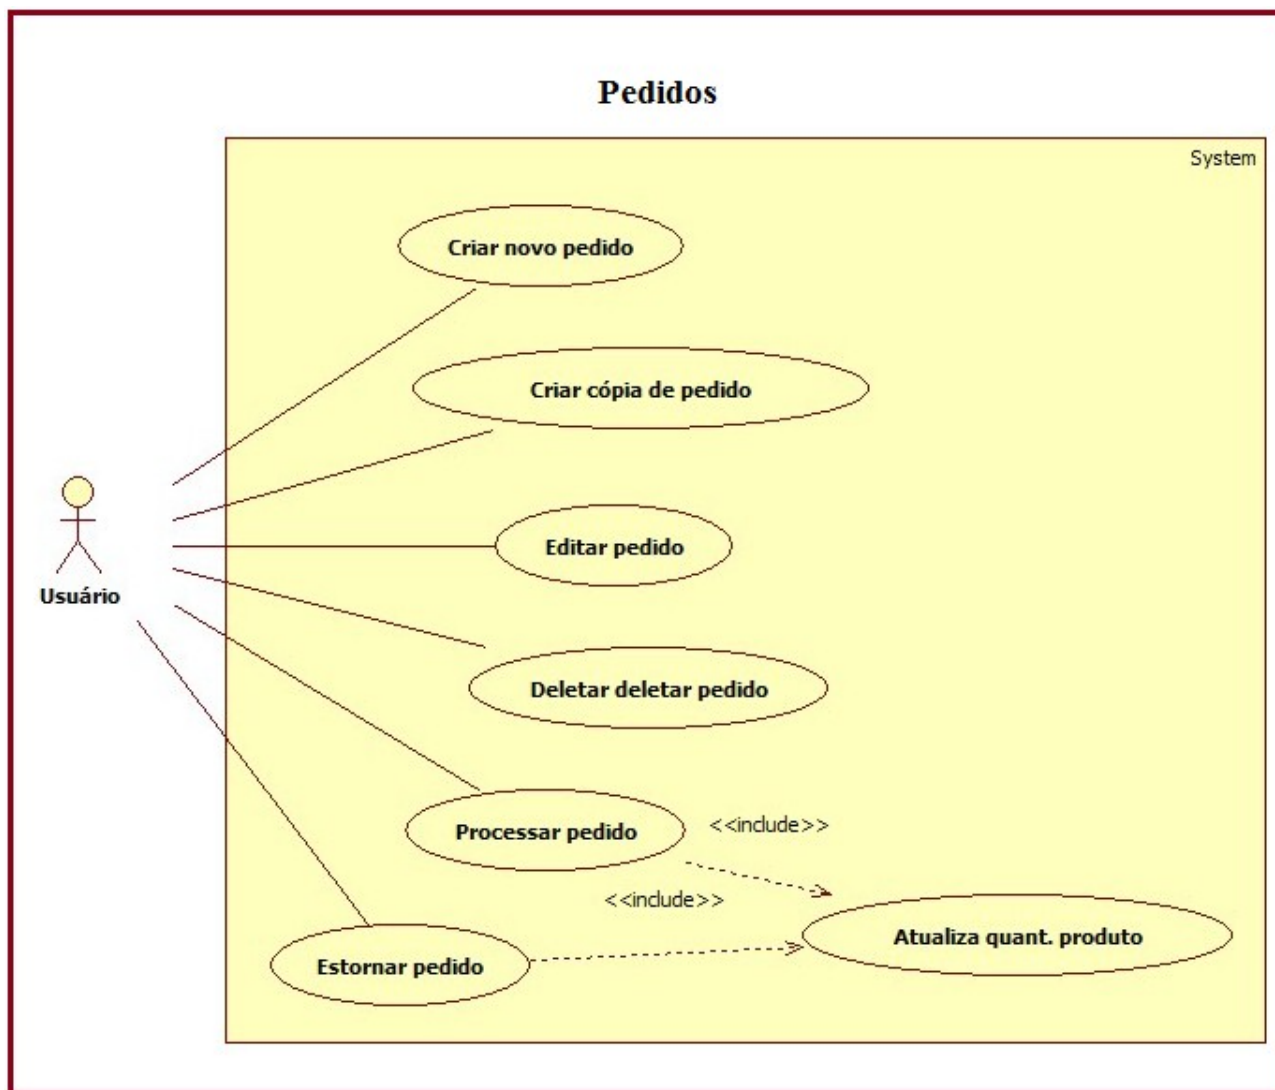 Pedidos
System
Criar novo pedido
Criar cópia de pedido
Editar pedido
Usuário
Deletar deletar pedido
Processar pedido
<<include>>
<<include>>
Atualiza quant. produto
Estornar pedido